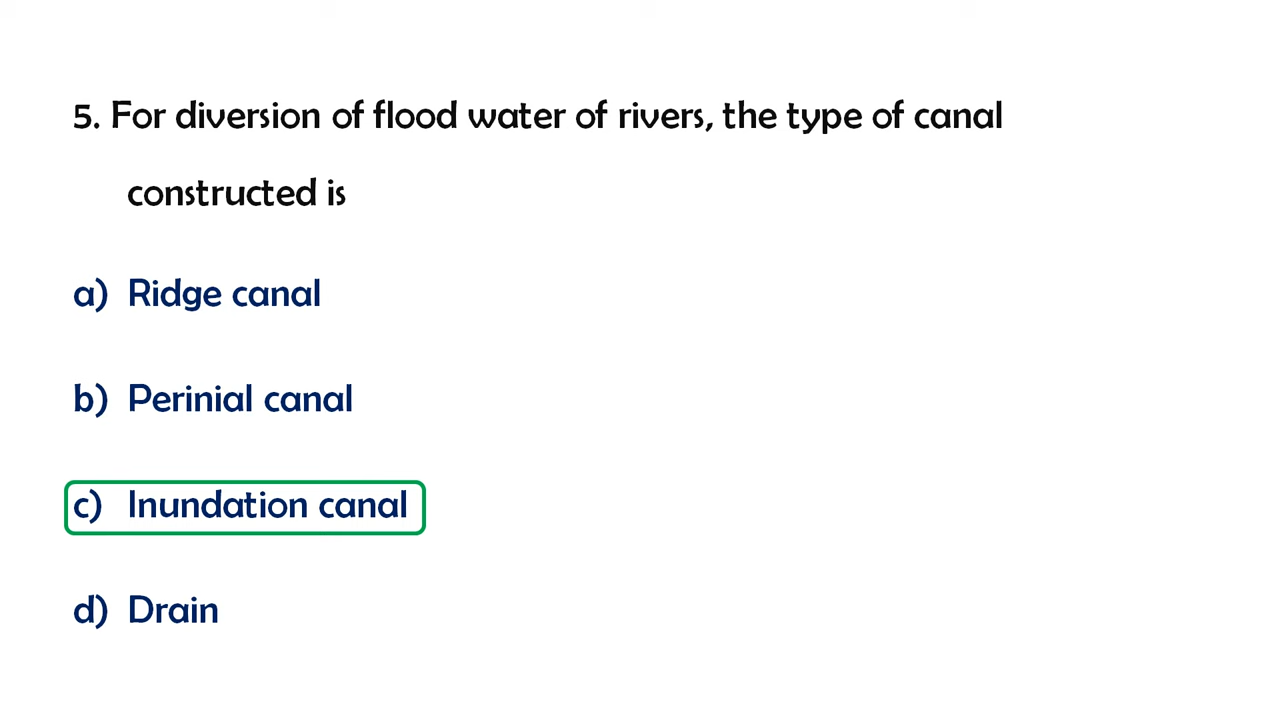 5. For diversion of flood water of rivers, the type of canal
constructed is
a) Ridge canal
b) Perinial canal
c) Inundation canal
d) Drain